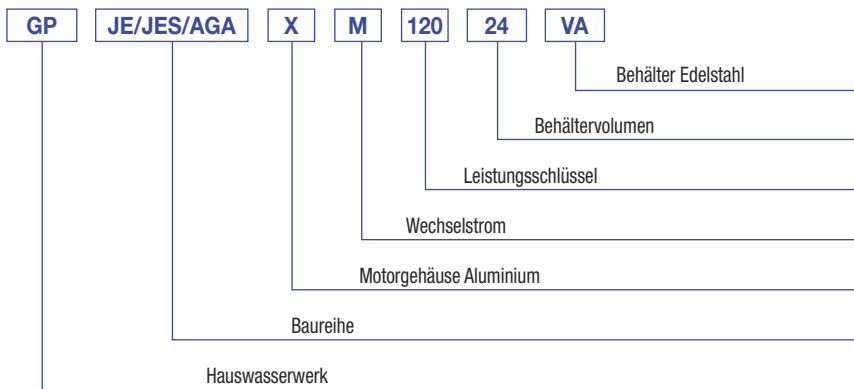 GP JE/JES/AGA X M 120 24 VA
Behälter Edelstahl
Behältervolumen
Leistungsschlüssel
Wechselstrom
Motorgehäuse Aluminium
Baureihe
Hauswasserwerk